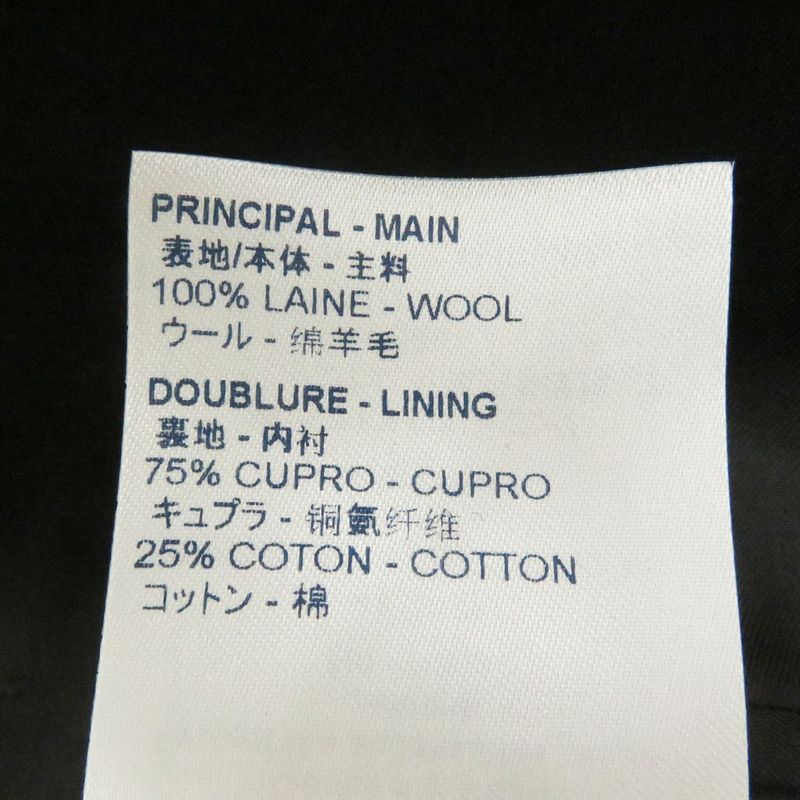 PRINCIPAL - MAIN
表地/本体 - 主料
100% LAINE - WOOL
ウール - 绵羊毛
DOUBLURE - LINING
裏地 - 内衬
75% CUPRO - CUPRO
キュプラ - 铜氨纤维
25% COTON - COTTON
コットン - 棉